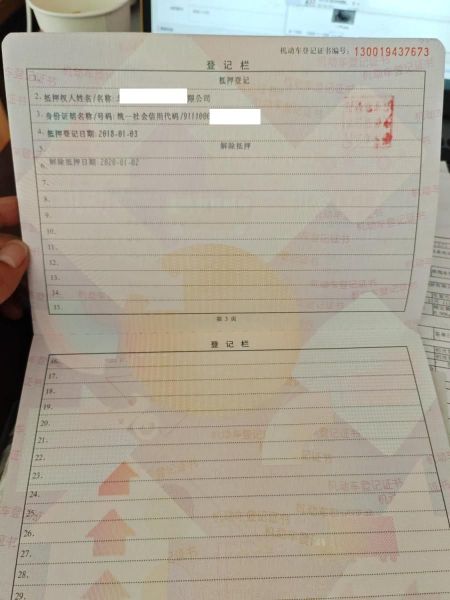 机动车登记证书编号: 130019437673
登记栏
1. 抵押登记
2. 抵押权人姓名/名称: 限公司
3. 身份证明名称/号码: 统一社会信用代码/9111000
4. 抵押登记日期:2018-01-03
5. 解除抵押
6. 解除抵押日期:2020-01-02
7.
8.
9.
10.
11.
12.
13.
14.
15.
第 3 页
登记栏
16.
17.
18.
19.
20.
21.
22.
23.
24.
25.
26.
27.
28.
29.